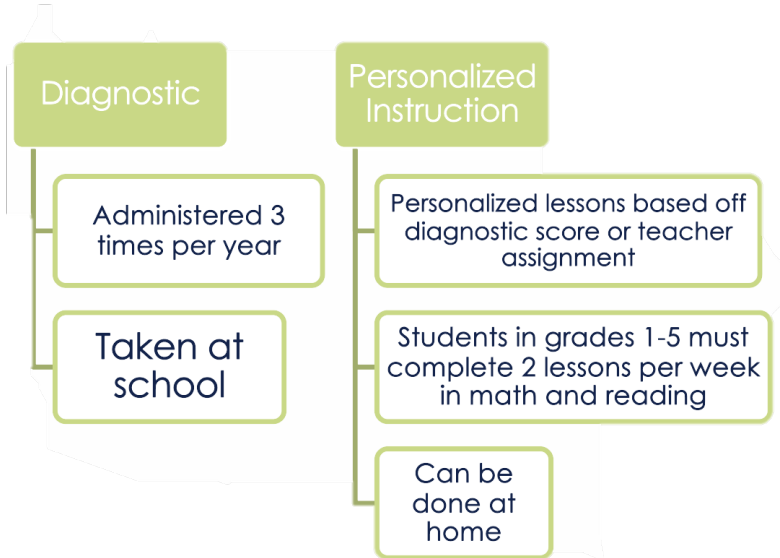 Diagnostic
Administered 3
times per year
Taken at
school
Personalized
Instruction
Personalized lessons based off
diagnostic score or teacher
assignment
Students in grades 1-5 must
complete 2 lessons per week
in math and reading
Can be
done at
home